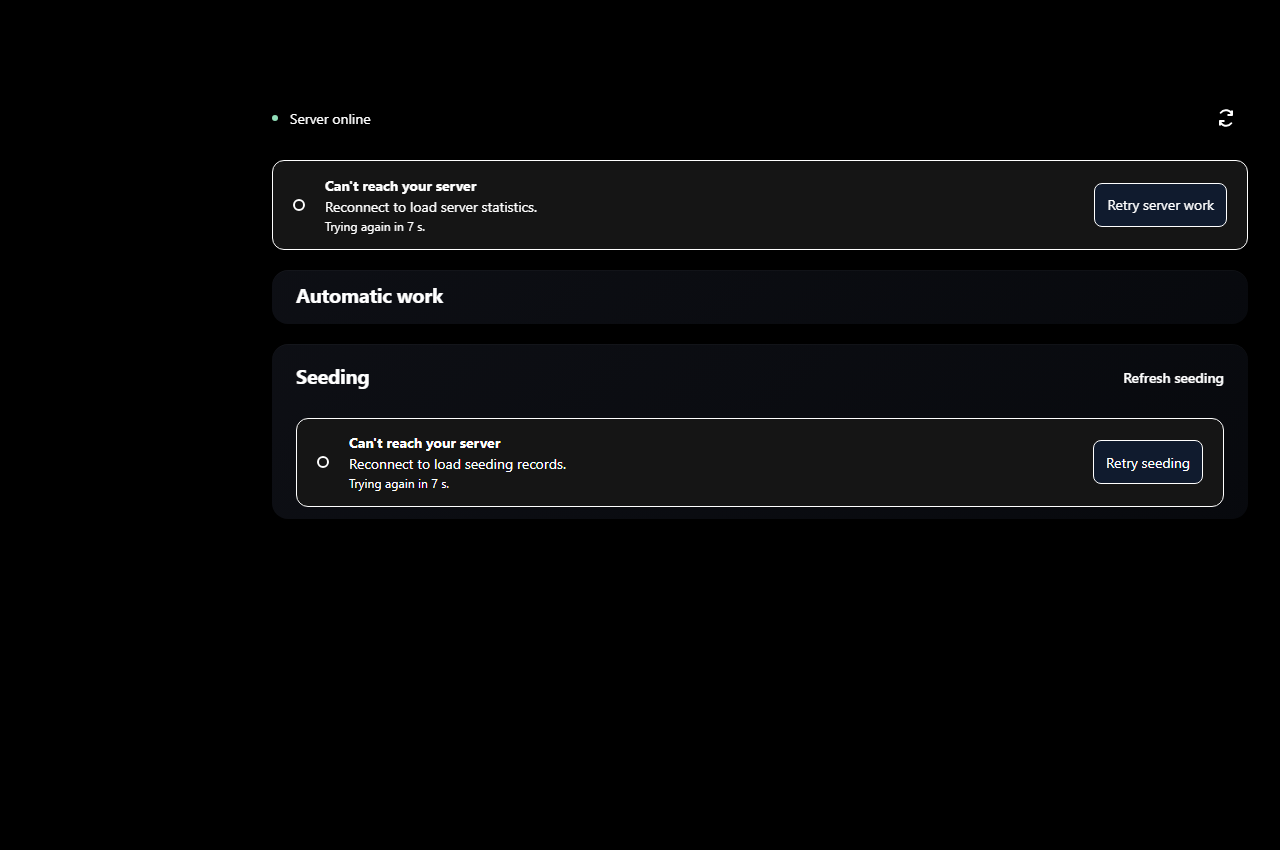 Server online
Can't reach your server
Reconnect to load server statistics.
Trying again in 7 s.
Retry server work
Automatic work
Seeding
Refresh seeding
Can't reach your server
Reconnect to load seeding records.
Trying again in 7 s.
Retry seeding